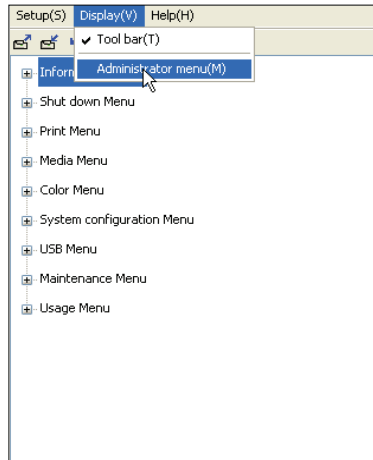 Setup(S) Display(V) Help(H)
Tool bar(T)
Administrator menu(M)
Inform
Shut down Menu
Print Menu
Media Menu
Color Menu
System configuration Menu
USB Menu
Maintenance Menu
Usage Menu